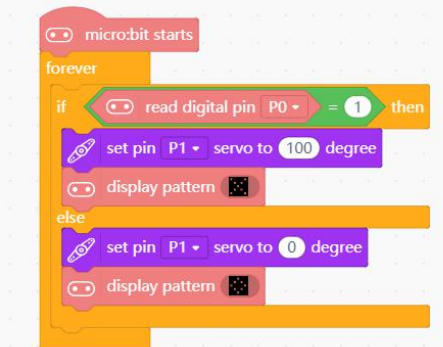 micro:bit starts
forever
if read digital pin P0 = 1 then
set pin P1 servo to 100 degree
display pattern
else
set pin P1 servo to 0 degree
display pattern